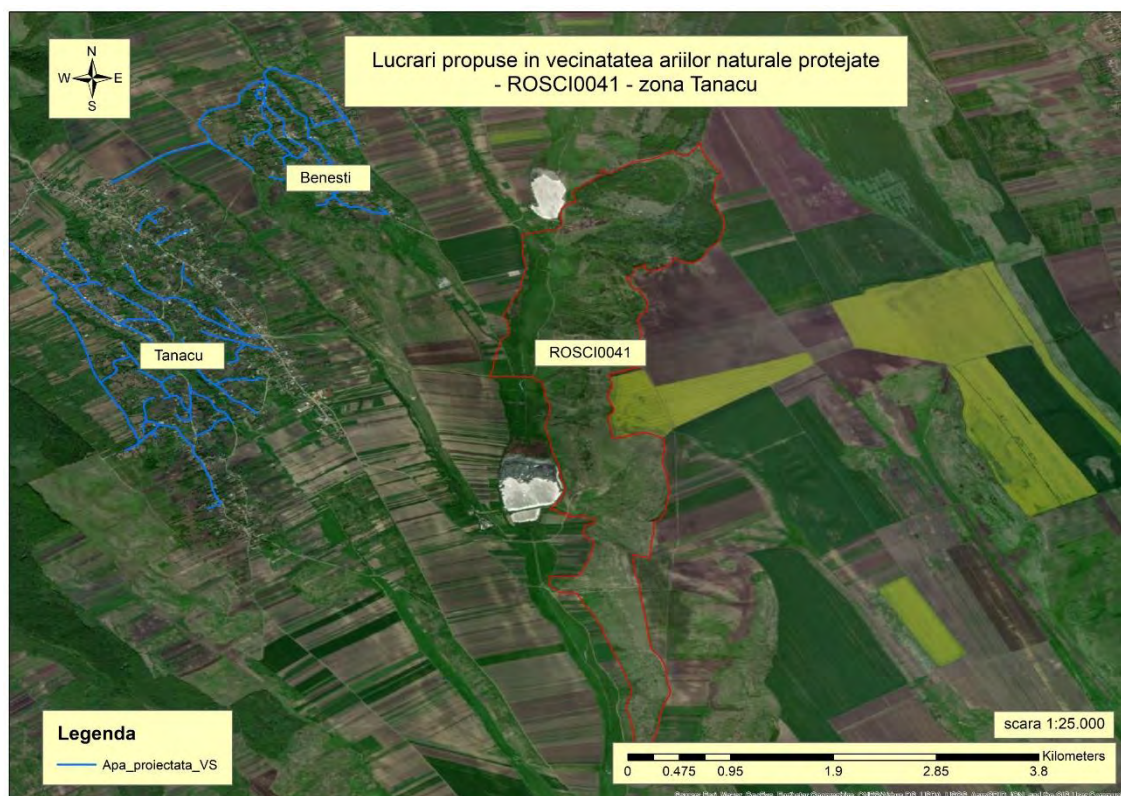 N
W E
S
Lucrari propuse in vecinatatea ariilor naturale protejate
- ROSCI0041 - zona Tanacu
Benesti
ROSCI0041
Tanacu
Legenda
Apa_proiectata_VS
scara 1:25.000
Kilometers
0 0.475 0.95 1.9 2.85 3.8